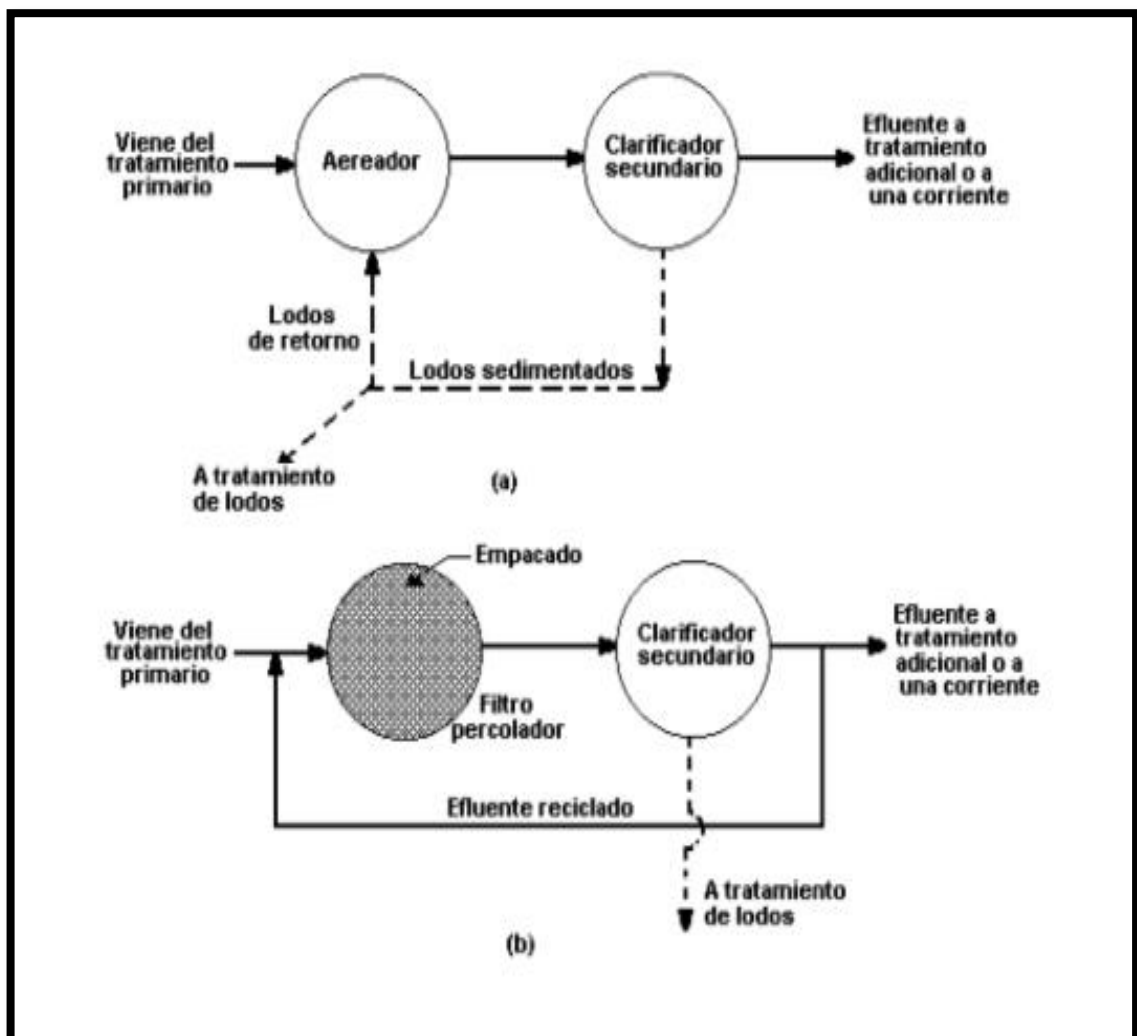 Viene del
tratamiento
primario
Aereador
Clarificador
secundario
Efluente a
tratamiento
adicional o a
una corriente
Lodos
de retorno
Lodos sedimentados
A tratamiento
de lodos
(a)
Empacado
Viene del
tratamiento
primario
Filtro
percolador
Clarificador
secundario
Efluente a
tratamiento
adicional o a
una corriente
Efluente reciclado
A tratamiento
de lodos
(b)